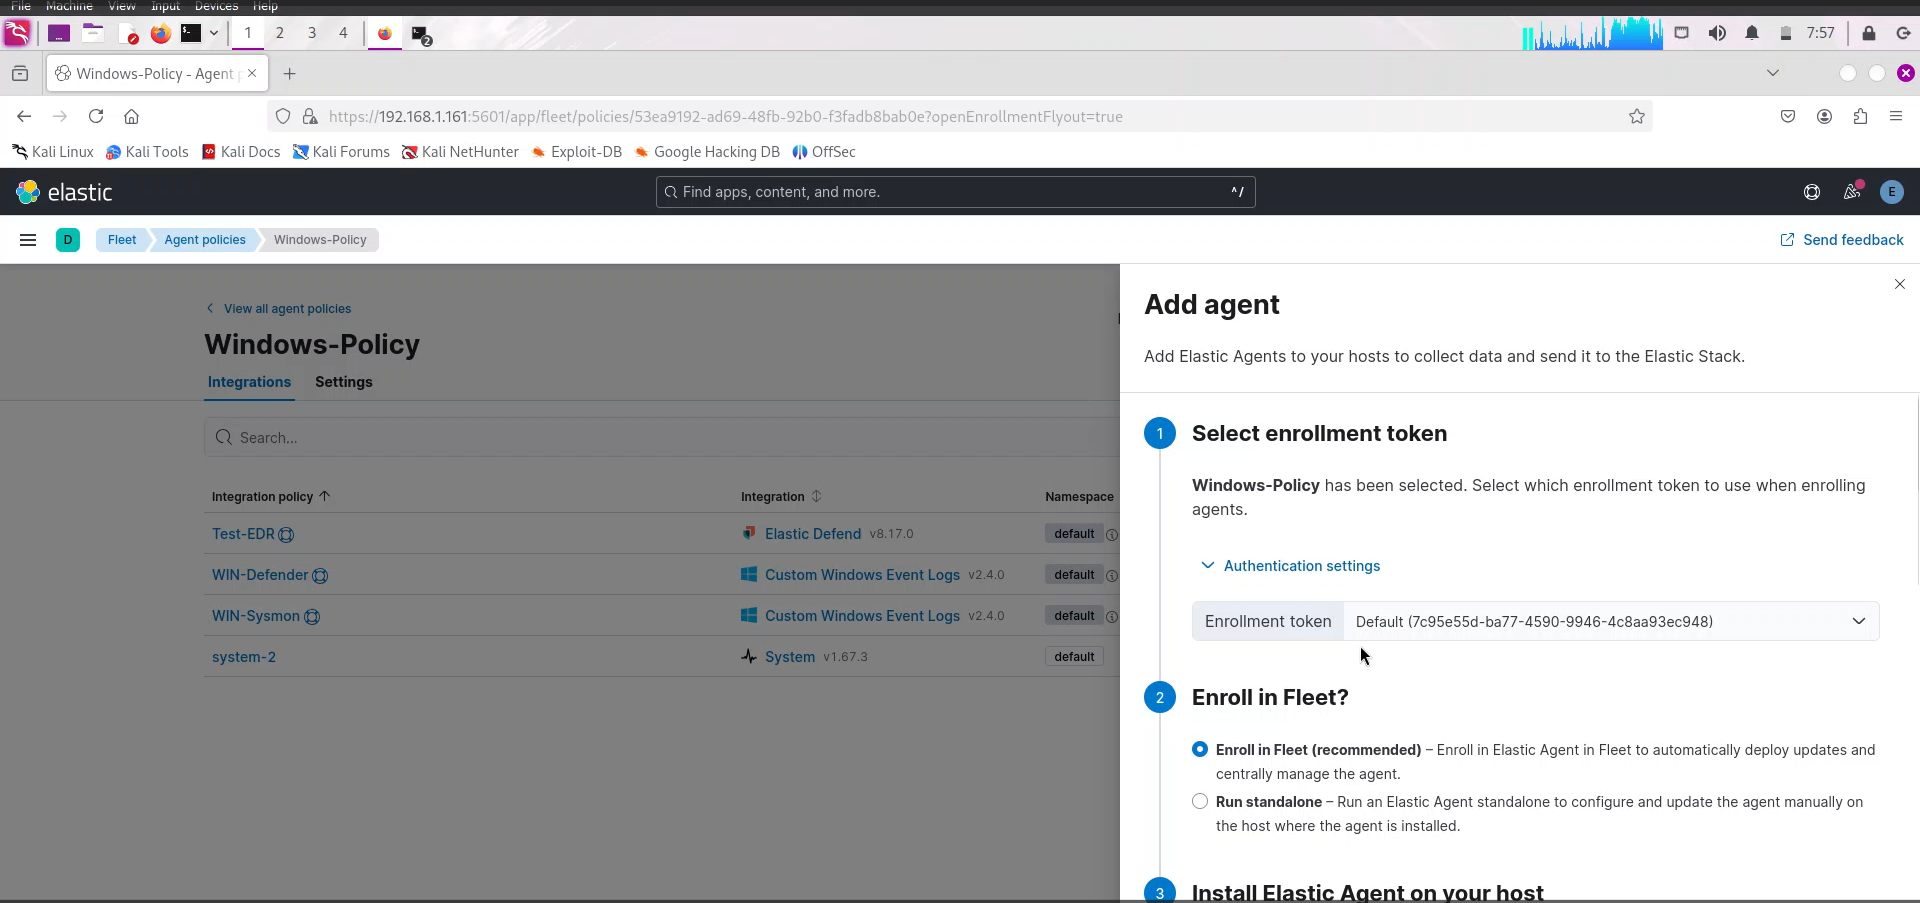 File Machine View Input Devices Help
1 2 3 4 2 7:57
Windows-Policy - Agent p
https://192.168.1.161:5601/app/fleet/policies/53ea9192-ad69-48fb-92b0-f3fadb8bab0e?openEnrollmentFlyout=true
Kali Linux Kali Tools Kali Docs Kali Forums Kali NetHunter Exploit-DB Google Hacking DB OffSec
elastic Find apps, content, and more. ^/ E
D Fleet Agent policies Windows-Policy Send feedback
View all agent policies
Windows-Policy
Integrations Settings
Search...
Integration policy Integration Namespace
Test-EDR Elastic Defend v8.17.0 default
WIN-Defender Custom Windows Event Logs v2.4.0 default
WIN-Sysmon Custom Windows Event Logs v2.4.0 default
system-2 System v1.67.3 default
Add agent
Add Elastic Agents to your hosts to collect data and send it to the Elastic Stack.
1 Select enrollment token
Windows-Policy has been selected. Select which enrollment token to use when enrolling
agents.
Authentication settings
Enrollment token Default (7c95e55d-ba77-4590-9946-4c8aa93ec948)
2 Enroll in Fleet?
Enroll in Fleet (recommended) – Enroll in Elastic Agent in Fleet to automatically deploy updates and
centrally manage the agent.
Run standalone – Run an Elastic Agent standalone to configure and update the agent manually on
the host where the agent is installed.
3 Install Elastic Agent on your host